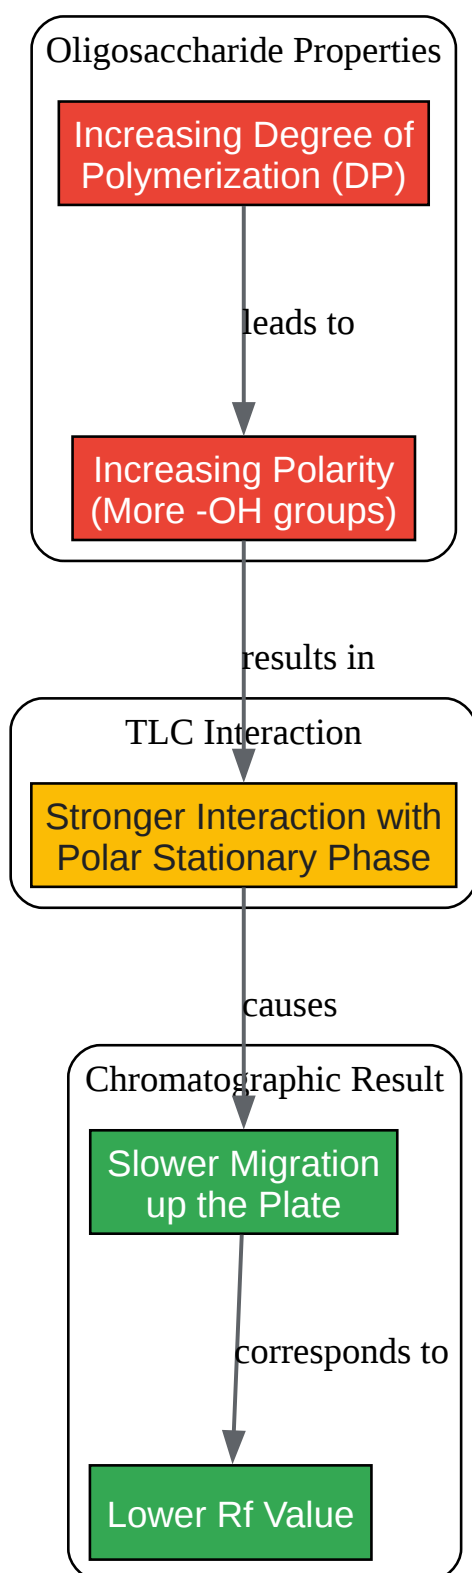 Oligosaccharide Properties
Increasing Degree of
Polymerization (DP)
leads to
Increasing Polarity
(More -OH groups)
results in
TLC Interaction
Stronger Interaction with
Polar Stationary Phase
causes
Chromatographic Result
Slower Migration
up the Plate
corresponds to
Lower Rf Value